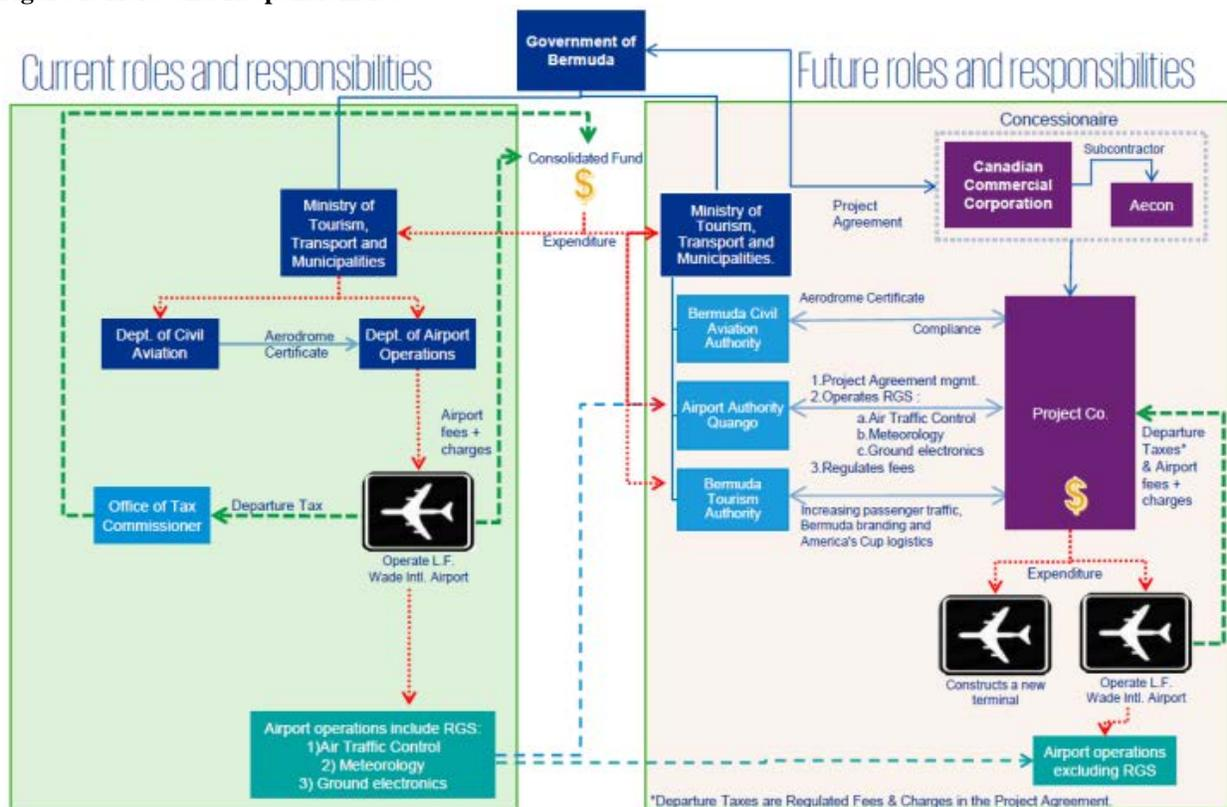 Government of
Bermuda
Current roles and responsibilities
Future roles and responsibilities
Consolidated Fund
$
Expenditure
Ministry of
Tourism,
Transport and
Municipalities
Dept. of Civil
Aviation
Aerodrome
Certificate
Dept. of Airport
Operations
Airport
fees +
charges
Office of Tax
Commissioner
Departure Tax
Operate L.F.
Wade Intl. Airport
Airport operations include RGS:
1)Air Traffic Control
2) Meteorology
3) Ground electronics
Concessionaire
Canadian
Commercial
Corporation
Subcontractor
Aecon
Project
Agreement
Ministry of
Tourism,
Transport and
Municipalities.
Bermuda Civil
Aviation
Authority
Aerodrome Certificate
Compliance
Airport Authority
Quango
1.Project Agreement mgmt.
2.Operates RGS :
a.Air Traffic Control
b.Meteorology
c.Ground electronics
3.Regulates fees
Bermuda
Tourism
Authority
Increasing passenger traffic,
Bermuda branding and
America's Cup logistics
Project Co.
$
Departure
Taxes*
& Airport
fees +
charges
Expenditure
Constructs a new
terminal
Operate L.F.
Wade Intl. Airport
Airport operations
excluding RGS
*Departure Taxes are Regulated Fees & Charges in the Project Agreement.